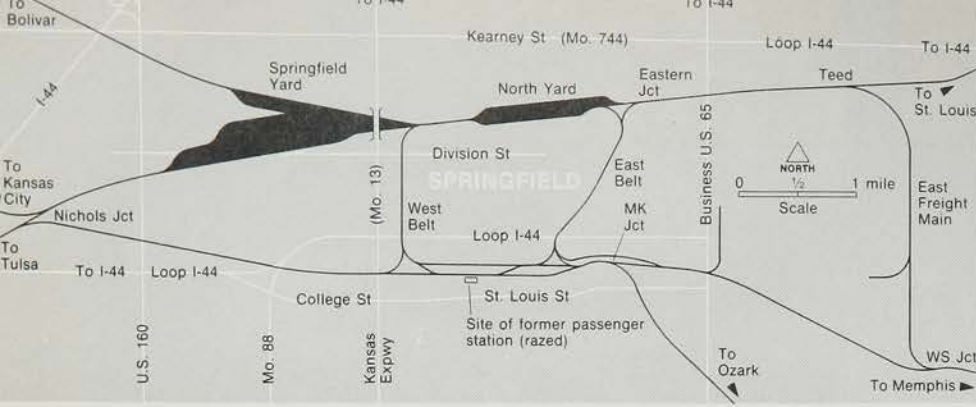 To I-44
To I-44
To
Bolivar
I-44
Kearney St (Mo. 744)
Loop I-44
To I-44
Springfield
Yard
North Yard
Eastern
Jct
Teed
To
St. Louis
Division St
SPRINGFIELD
(Mo. 13)
East
Belt
Business U.S. 65
NORTH
0 ½ 1 mile
Scale
East
Freight
Main
To
Kansas
City
Nichols Jct
West
Belt
MK
Jct
Loop I-44
To
Tulsa
To I-44
Loop I-44
College St
St. Louis St
Site of former passenger
station (razed)
U.S. 160
Mo. 88
Kansas
Expwy
To
Ozark
WS Jct
To Memphis